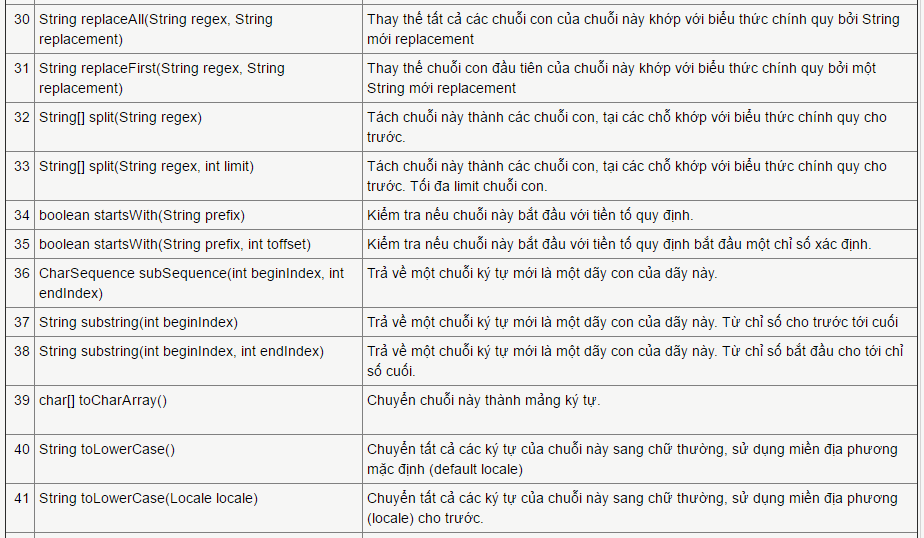 30 String replaceAll(String regex, String replacement) Thay thế tất cả các chuỗi con của chuỗi này khớp với biểu thức chính quy bởi String mới replacement
31 String replaceFirst(String regex, String replacement) Thay thế chuỗi con đầu tiên của chuỗi này khớp với biểu thức chính quy bởi một String mới replacement
32 String[] split(String regex) Tách chuỗi này thành các chuỗi con, tại các chỗ khớp với biểu thức chính quy cho trước.
33 String[] split(String regex, int limit) Tách chuỗi này thành các chuỗi con, tại các chỗ khớp với biểu thức chính quy cho trước. Tối đa limit chuỗi con.
34 boolean startsWith(String prefix) Kiểm tra nếu chuỗi này bắt đầu với tiền tố quy định.
35 boolean startsWith(String prefix, int toffset) Kiểm tra nếu chuỗi này bắt đầu với tiền tố quy định bắt đầu một chỉ số xác định.
36 CharSequence subSequence(int beginIndex, int endIndex) Trả về một chuỗi ký tự mới là một dãy con của dãy này.
37 String substring(int beginIndex) Trả về một chuỗi ký tự mới là một dãy con của dãy này. Từ chỉ số cho trước tới cuối
38 String substring(int beginIndex, int endIndex) Trả về một chuỗi ký tự mới là một dãy con của dãy này. Từ chỉ số bắt đầu cho tới chỉ số cuối.
39 char[] toCharArray() Chuyển chuỗi này thành mảng ký tự.
40 String toLowerCase() Chuyển tất cả các ký tự của chuỗi này sang chữ thường, sử dụng miền địa phương mặc định (default locale)
41 String toLowerCase(Locale locale) Chuyển tất cả các ký tự của chuỗi này sang chữ thường, sử dụng miền địa phương (locale) cho trước.